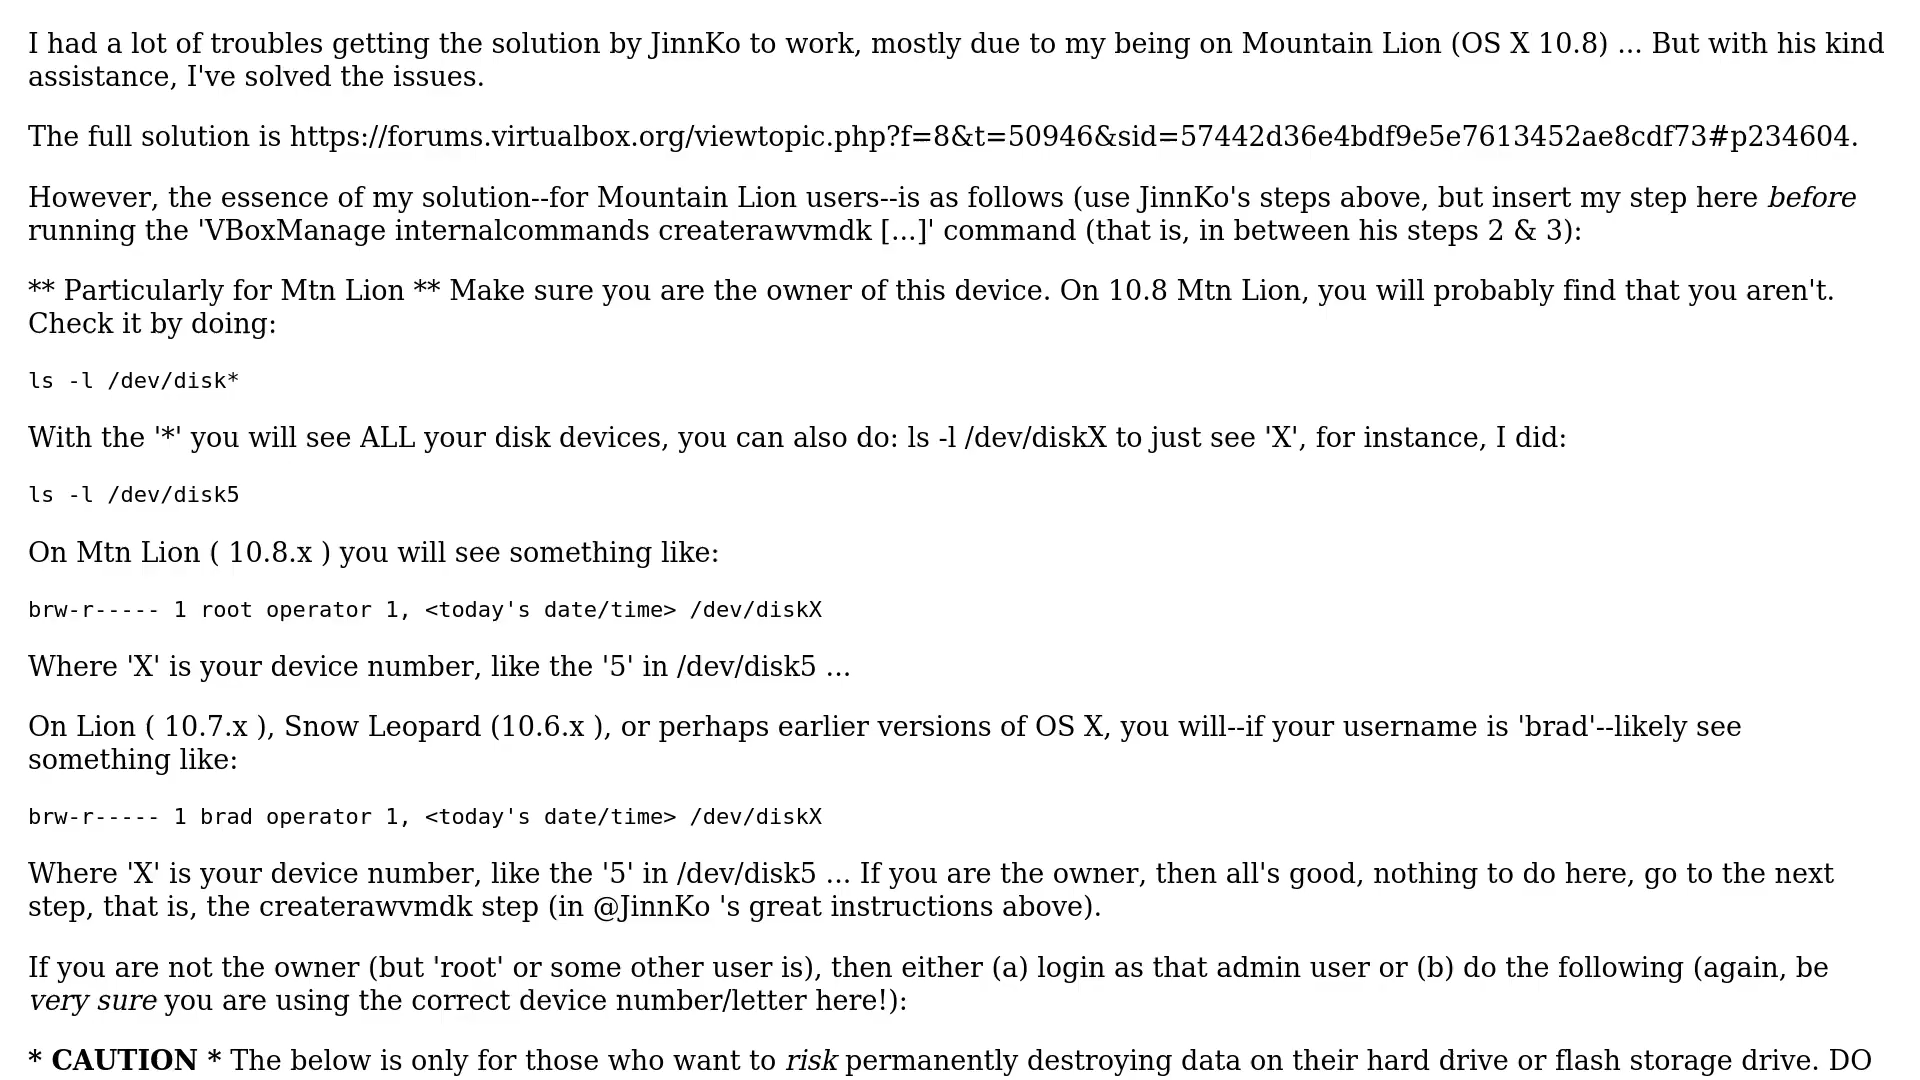 I had a lot of troubles getting the solution by JinnKo to work, mostly due to my being on Mountain Lion (OS X 10.8) ... But with his kind
assistance, I've solved the issues.
The full solution is https://forums.virtualbox.org/viewtopic.php?f=8&t=50946&sid=57442d36e4bdf9e5e7613452ae8cdf73#p234604.
However, the essence of my solution--for Mountain Lion users--is as follows (use JinnKo's steps above, but insert my step here before
running the 'VBoxManage internalcommands createrawvmdk [...]' command (that is, in between his steps 2 & 3):
** Particularly for Mtn Lion ** Make sure you are the owner of this device. On 10.8 Mtn Lion, you will probably find that you aren't.
Check it by doing:
ls -l /dev/disk*
With the '*' you will see ALL your disk devices, you can also do: ls -l /dev/diskX to just see 'X', for instance, I did:
ls -l /dev/disk5
On Mtn Lion ( 10.8.x ) you will see something like:
brw-r----- 1 root operator 1, <today's date/time> /dev/diskX
Where 'X' is your device number, like the '5' in /dev/disk5 ...
On Lion ( 10.7.x ), Snow Leopard (10.6.x ), or perhaps earlier versions of OS X, you will--if your username is 'brad'--likely see
something like:
brw-r----- 1 brad operator 1, <today's date/time> /dev/diskX
Where 'X' is your device number, like the '5' in /dev/disk5 ... If you are the owner, then all's good, nothing to do here, go to the next
step, that is, the createrawvmdk step (in @JinnKo 's great instructions above).
If you are not the owner (but 'root' or some other user is), then either (a) login as that admin user or (b) do the following (again, be
very sure you are using the correct device number/letter here!):
* CAUTION * The below is only for those who want to risk permanently destroying data on their hard drive or flash storage drive. DO